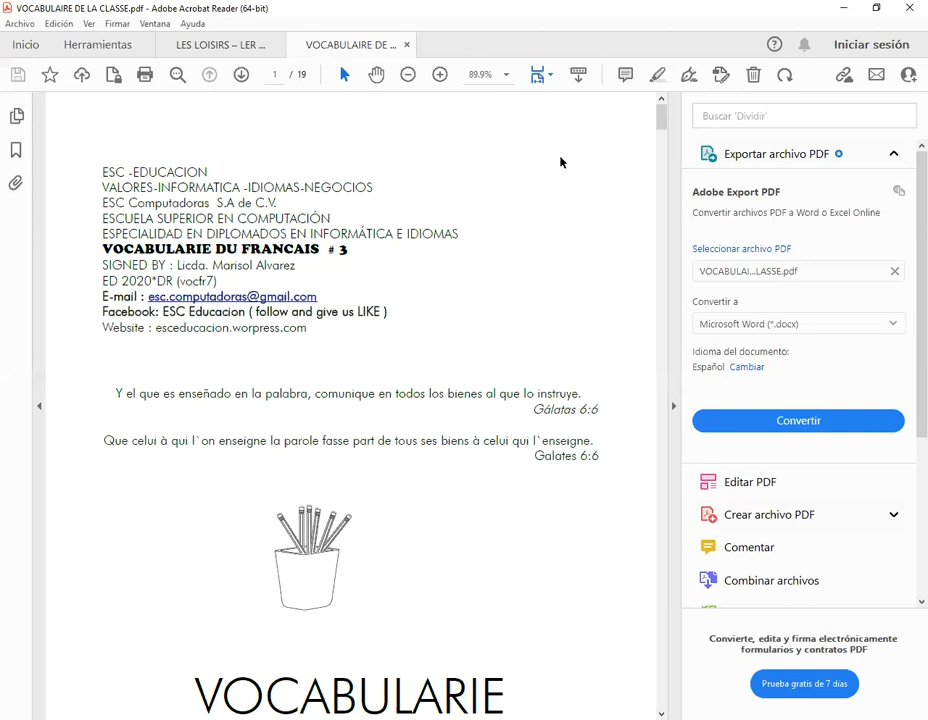 VOCABULAIRE DE LA CLASSE.pdf - Adobe Acrobat Reader (64-bit)
Archivo Edición Ver Firmar Ventana Ayuda
Inicio Herramientas LES LOISIRS – LER ... VOCABULAIRE DE ... × Iniciar sesión
1 / 19 89.9%
Buscar 'Dividir'
Exportar archivo PDF
Adobe Export PDF
Convertir archivos PDF a Word o Excel Online
Seleccionar archivo PDF
VOCABULAI...LASSE.pdf
Convertir a
Microsoft Word (*.docx)
Idioma del documento:
Español Cambiar
Convertir
Editar PDF
Crear archivo PDF
Comentar
Combinar archivos
Convierte, edita y firma electrónicamente
formularios y contratos PDF
Prueba gratis de 7 días
ESC -EDUCACION
VALORES-INFORMATICA -IDIOMAS-NEGOCIOS
ESC Computadoras S.A de C.V.
ESCUELA SUPERIOR EN COMPUTACIÓN
ESPECIALIDAD EN DIPLOMADOS EN INFORMÁTICA E IDIOMAS
VOCABULARIE DU FRANCAIS # 3
SIGNED BY : Licda. Marisol Alvarez
ED 2020*DR (vocfr7)
E-mail : esc.computadoras@gmail.com
Facebook: ESC Educacion ( follow and give us LIKE )
Website : esceducacion.worpress.com
Y el que es enseñado en la palabra, comunique en todos los bienes al que lo instruye.
Gálatas 6:6
Que celui à qui l`on enseigne la parole fasse part de tous ses biens à celui qui l`enseigne.
Galates 6:6
VOCABULARIE